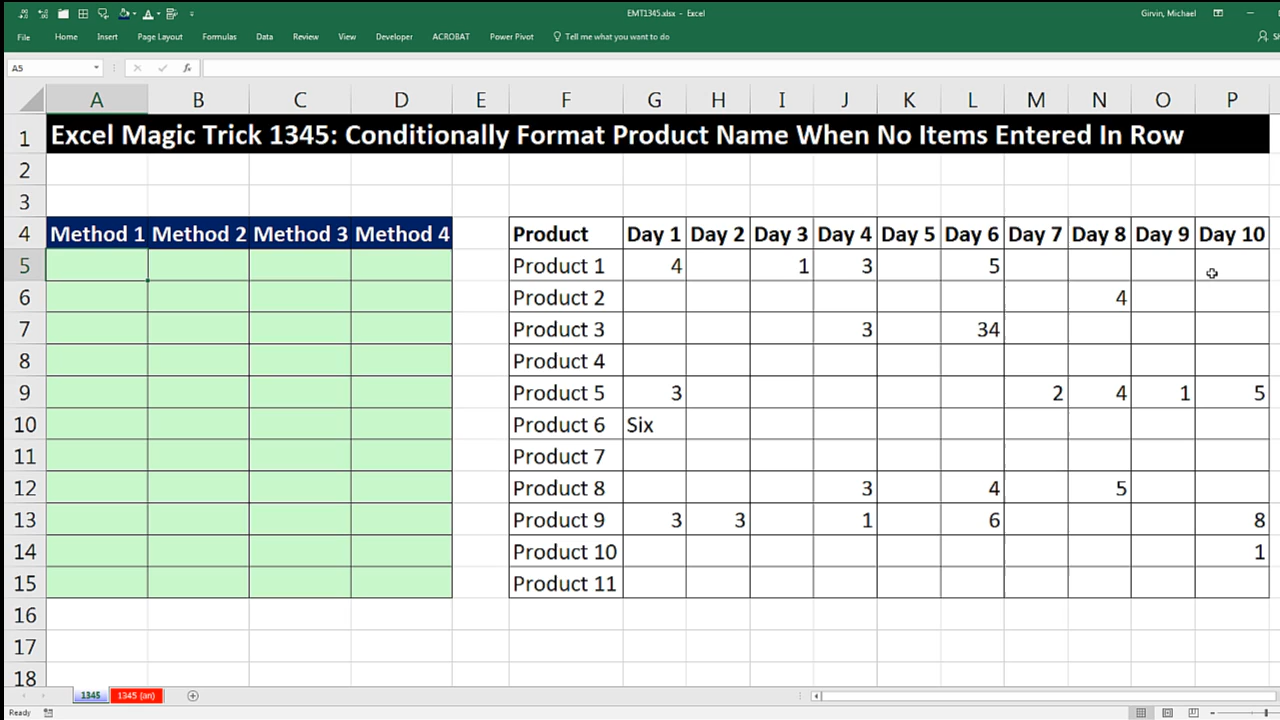 EMT1345.xlsx - Excel
Girvin, Michael
File Home Insert Page Layout Formulas Data Review View Developer ACROBAT Power Pivot Tell me what you want to do
A5 fx
A B C D E F G H I J K L M N O P
1 Excel Magic Trick 1345: Conditionally Format Product Name When No Items Entered In Row
2
3
4 Method 1 Method 2 Method 3 Method 4 Product Day 1 Day 2 Day 3 Day 4 Day 5 Day 6 Day 7 Day 8 Day 9 Day 10
5 Product 1 4 1 3 5
6 Product 2 4
7 Product 3 3 34
8 Product 4
9 Product 5 3 2 4 1 5
10 Product 6 Six
11 Product 7
12 Product 8 3 4 5
13 Product 9 3 3 1 6 8
14 Product 10 1
15 Product 11
16
17
18
1345 1345 (an)
Ready